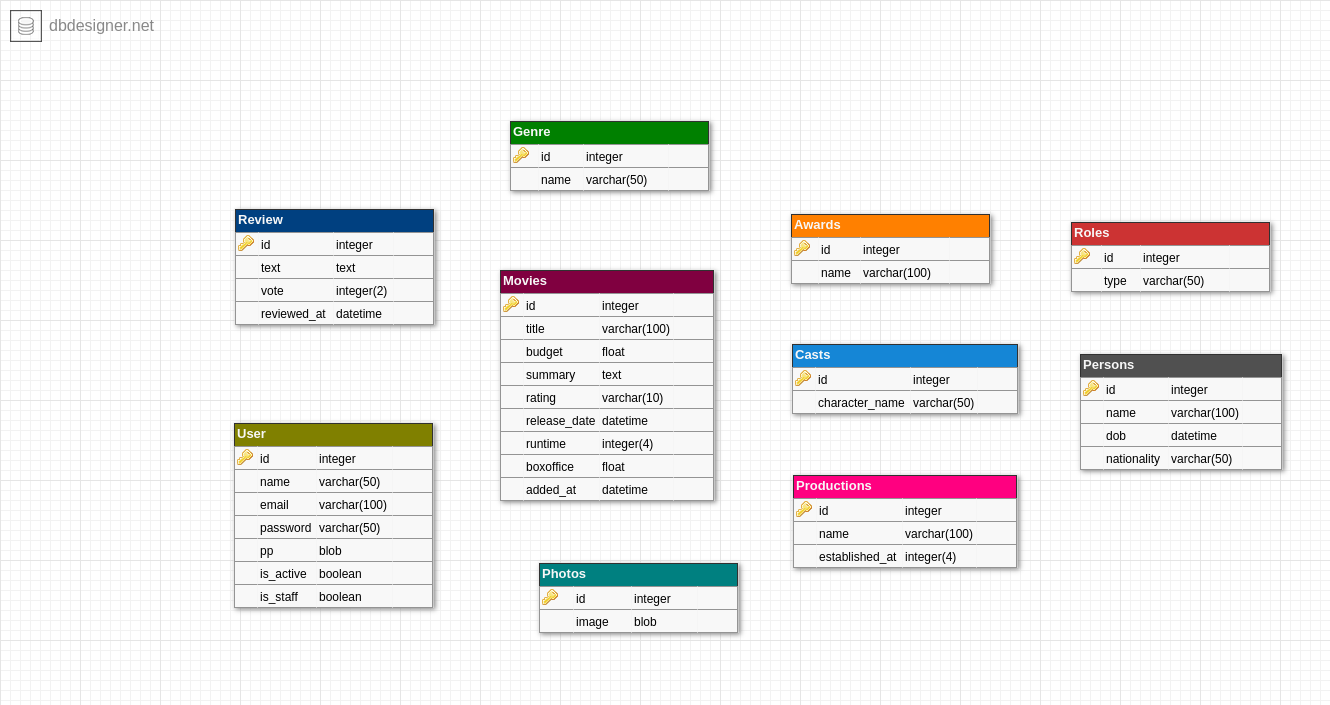 dbdesigner.net
Genre
id integer
name varchar(50)
Review
id integer
text text
vote integer(2)
reviewed_at datetime
Awards
id integer
name varchar(100)
Roles
id integer
type varchar(50)
Movies
id integer
title varchar(100)
budget float
summary text
rating varchar(10)
release_date datetime
runtime integer(4)
boxoffice float
added_at datetime
Casts
id integer
character_name varchar(50)
Persons
id integer
name varchar(100)
dob datetime
nationality varchar(50)
User
id integer
name varchar(50)
email varchar(100)
password varchar(50)
pp blob
is_active boolean
is_staff boolean
Productions
id integer
name varchar(100)
established_at integer(4)
Photos
id integer
image blob